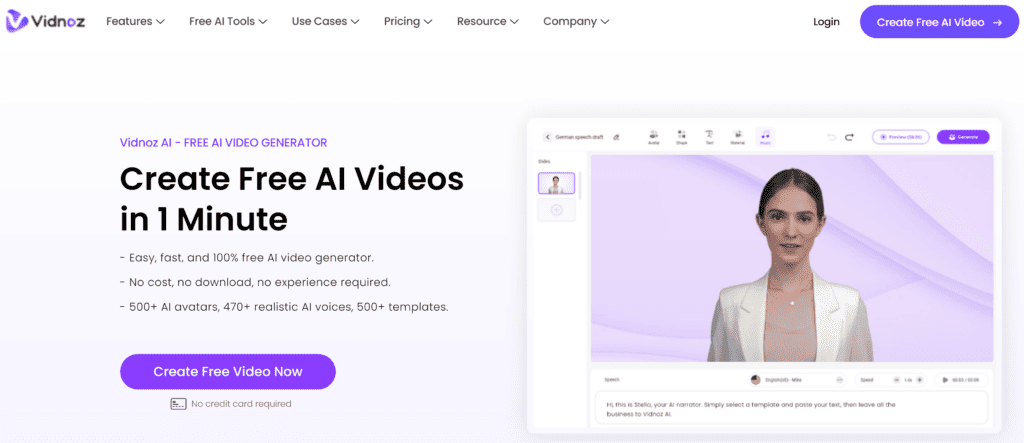 Vidnoz
Features
Free AI Tools
Use Cases
Pricing
Resource
Company
Login
Create Free AI Video →
Vidnoz AI - FREE AI VIDEO GENERATOR
Create Free AI Videos
in 1 Minute
- Easy, fast, and 100% free AI video generator.
- No cost, no download, no experience required.
- 500+ AI avatars, 470+ realistic AI voices, 500+ templates.
Create Free Video Now
No credit card required
German speech draft
Avatar
Shape
Text
Material
Music
Generate
Speech
English(US) - Mike
Speed
Hi, this is Stella, your AI narrator. Simply select a template and paste your text, then leave all
the business to Vidnoz AI.